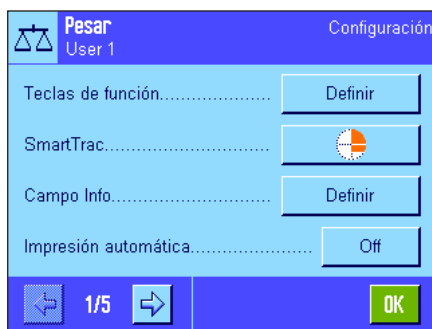 Pesar
User 1
Configuración
Teclas de función..................... Definir
SmartTrac...............................
Campo Info............................. Definir
Impresión automática...................... Off
1/5
OK